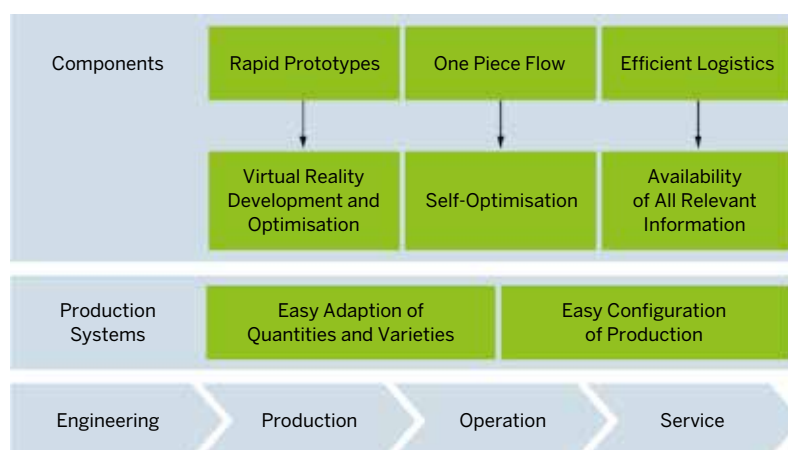 Components
Rapid Prototypes
One Piece Flow
Efficient Logistics
Virtual Reality
Development and
Optimisation
Self-Optimisation
Availability
of All Relevant
Information
Production
Systems
Easy Adaption of
Quantities and Varieties
Easy Configuration
of Production
Engineering
Production
Operation
Service